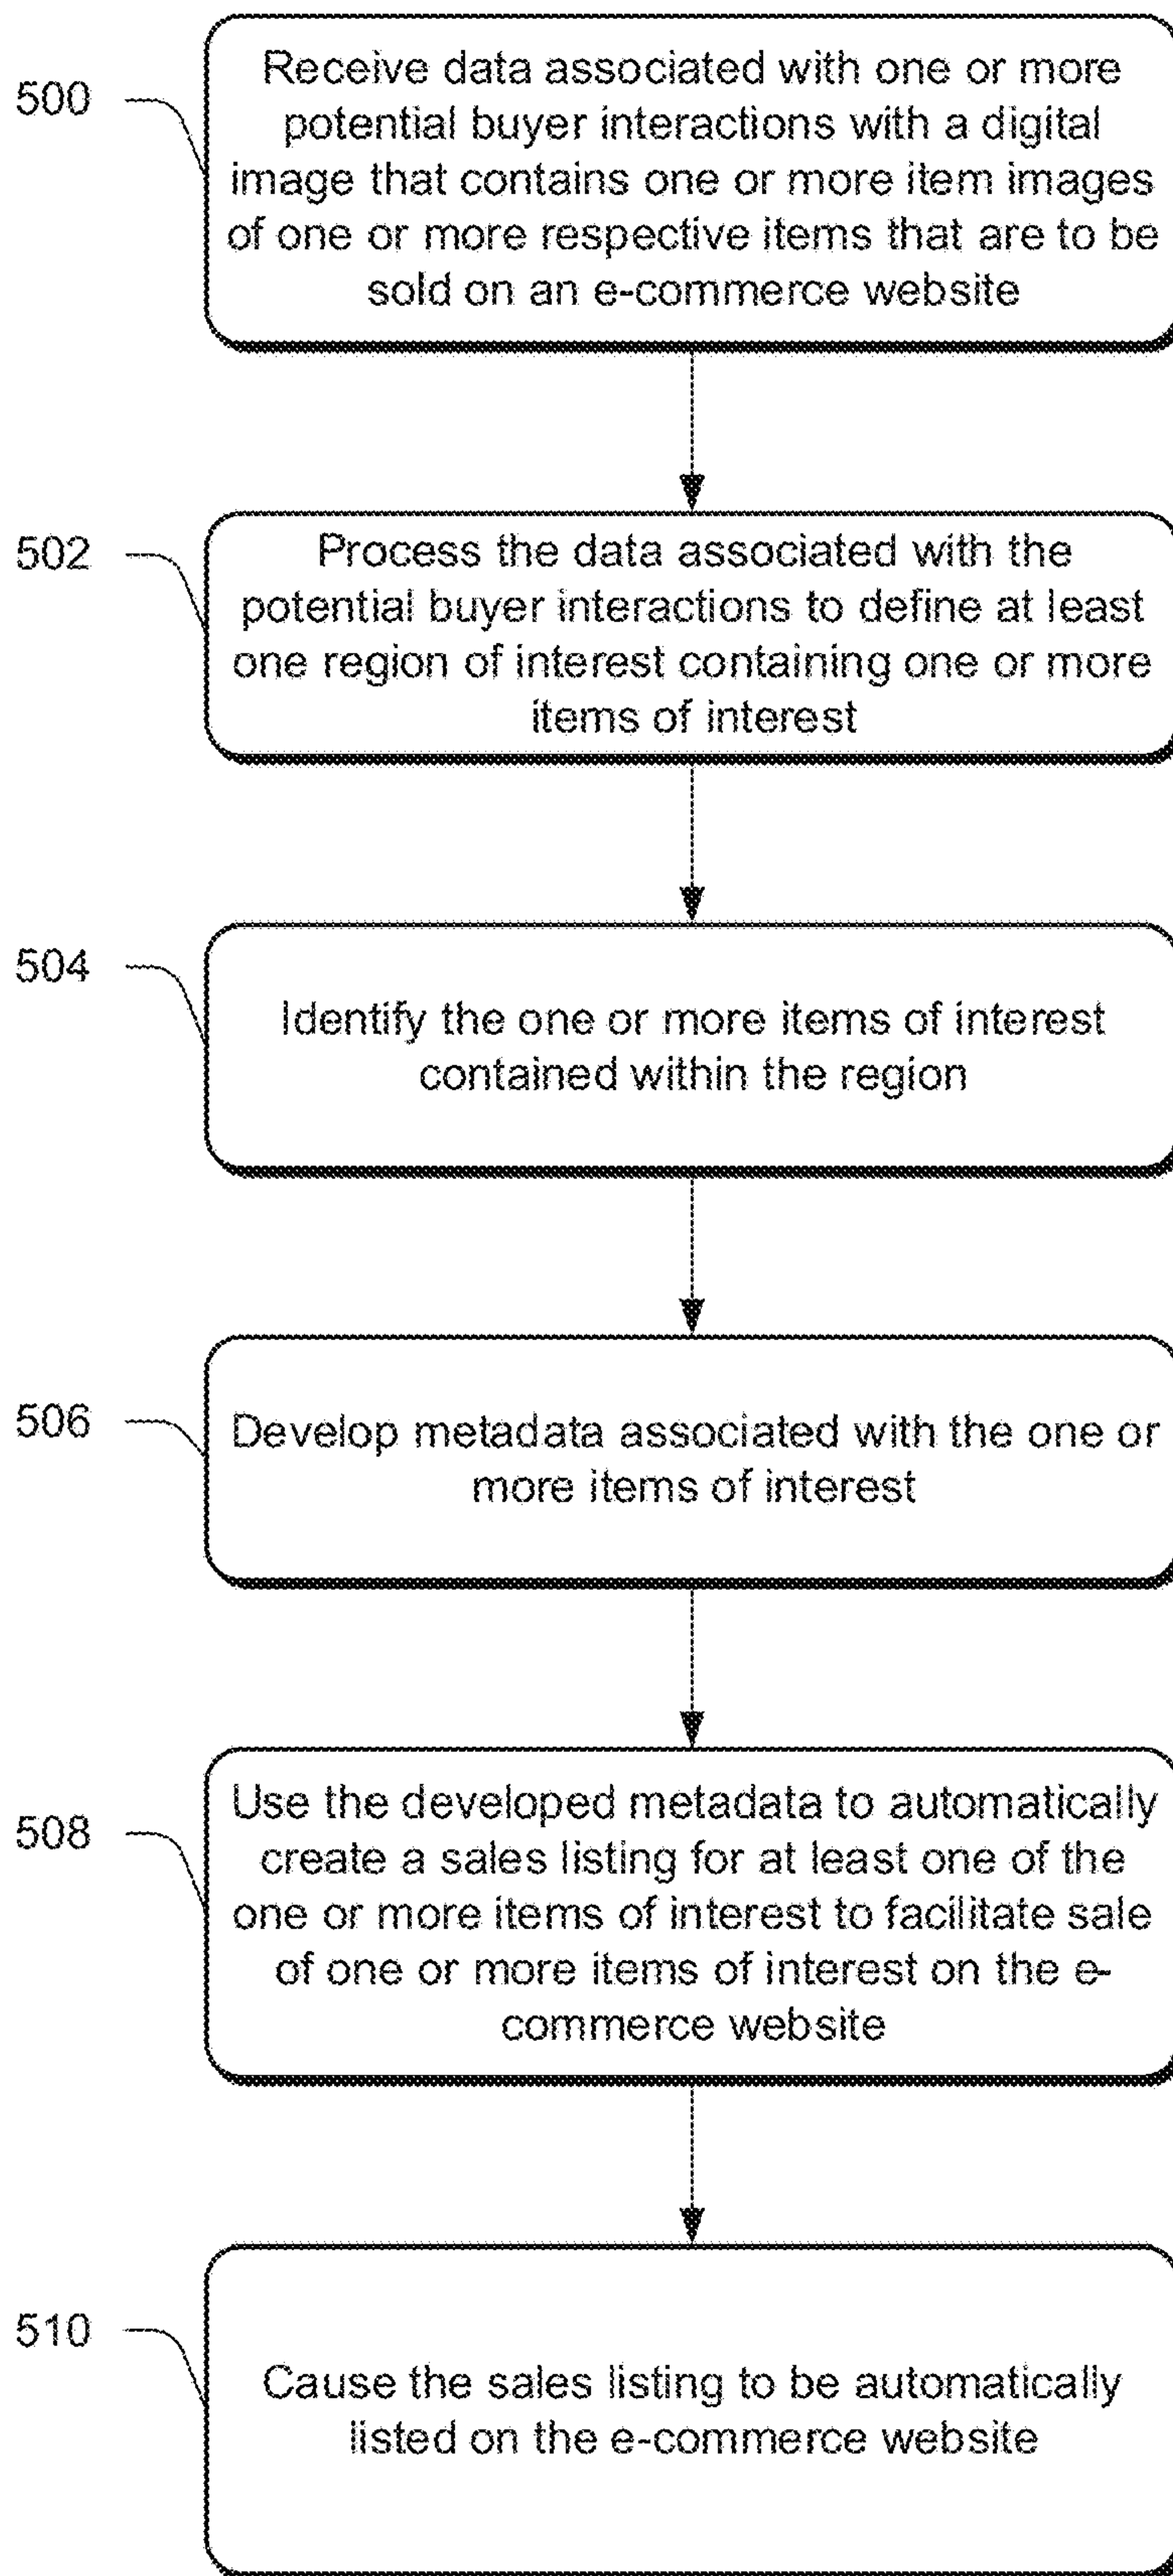 500
Receive data associated with one or more
potential buyer interactions with a digital
image that contains one or more item images
of one or more respective items that are to be
sold on an e-commerce website
502
Process the data associated with the
potential buyer interactions to define at least
one region of interest containing one or more
items of interest
504
Identify the one or more items of interest
contained within the region
506
Develop metadata associated with the one or
more items of interest
508
Use the developed metadata to automatically
create a sales listing for at least one of the
one or more items of interest to facilitate sale
of one or more items of interest on the e-
commerce website
510
Cause the sales listing to be automatically
listed on the e-commerce website